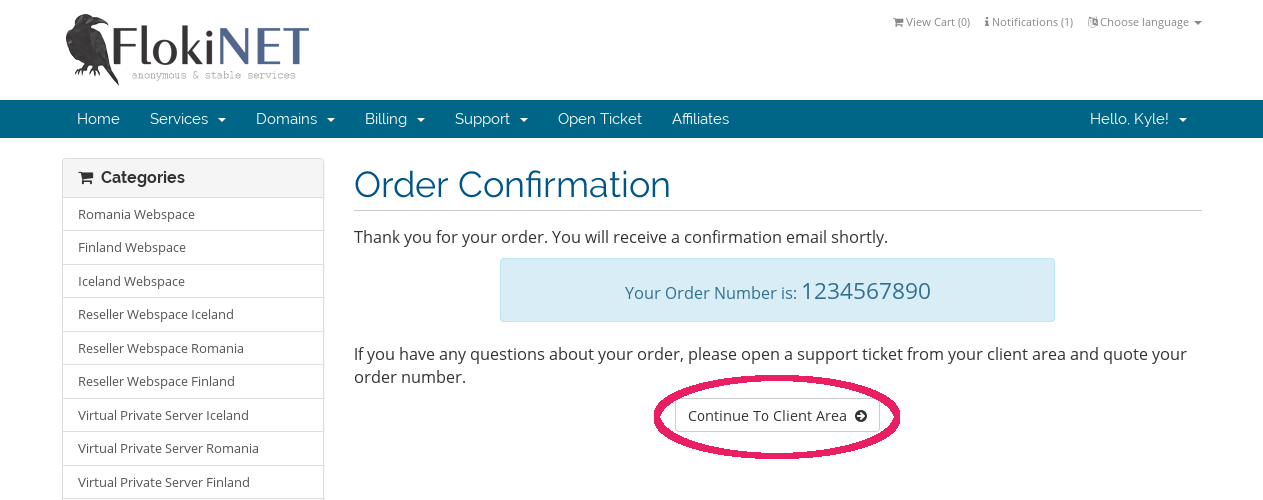 FlokiNET
anonymous & stable services
View Cart (0) Notifications (1) Choose language
Home Services Domains Billing Support Open Ticket Affiliates Hello, Kyle!
Categories
Romania Webspace
Finland Webspace
Iceland Webspace
Reseller Webspace Iceland
Reseller Webspace Romania
Reseller Webspace Finland
Virtual Private Server Iceland
Virtual Private Server Romania
Virtual Private Server Finland
Order Confirmation
Thank you for your order. You will receive a confirmation email shortly.
Your Order Number is: 1234567890
If you have any questions about your order, please open a support ticket from your client area and quote your
order number.
Continue To Client Area